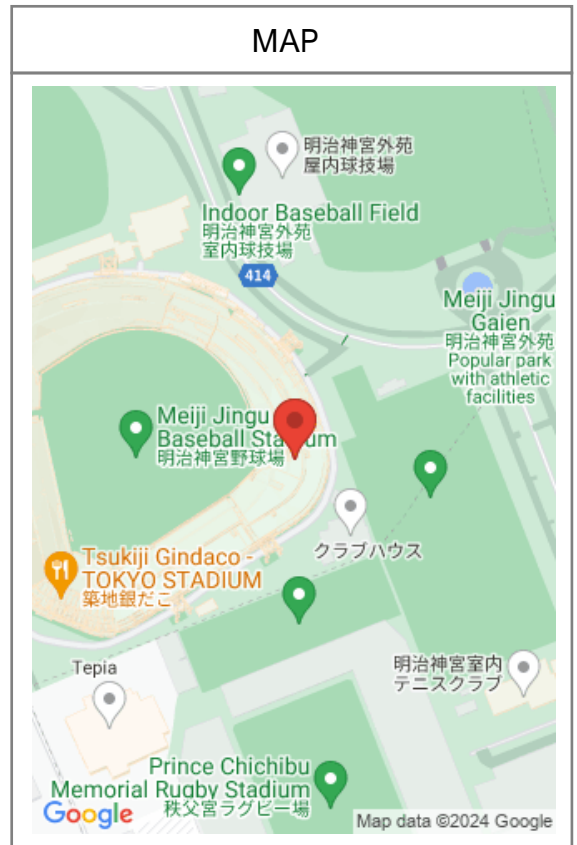 MAP
明治神宮外苑
屋内球技場
Indoor Baseball Field
明治神宮外苑
室内球技場
414
Meiji Jingu
Gaien
明治神宮外苑
Popular park
with athletic
facilities
Meiji Jingu
Baseball Stadium
明治神宮野球場
クラブハウス
Tsukiji Gindaco -
TOKYO STADIUM
築地銀だこ
Tepia
明治神宮室内
テニスクラブ
Prince Chichibu
Memorial Rugby Stadium
秩父宮ラグビー場
Google
Map data ©2024 Google